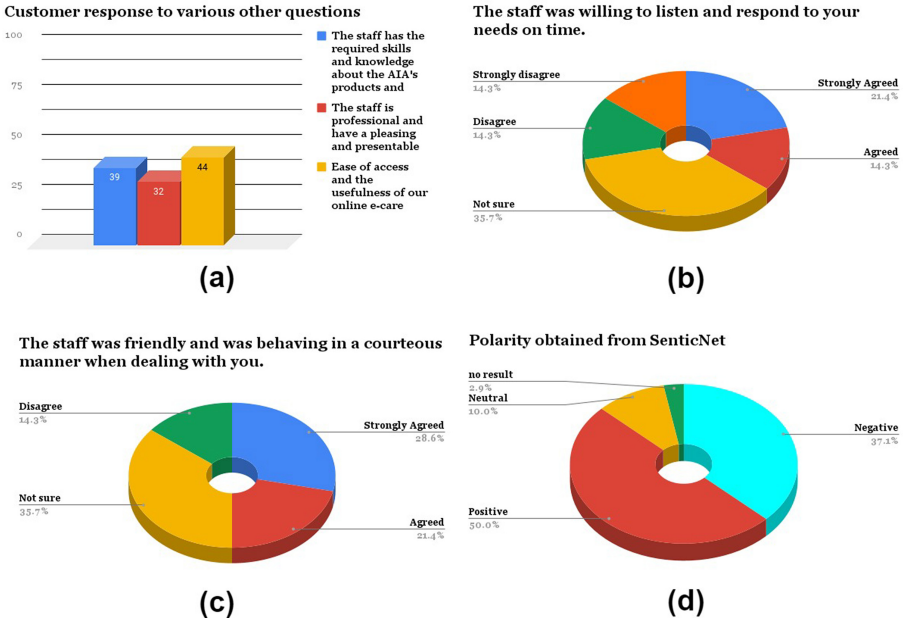 Customer response to various other questions
100
75
50
25
0
39
32
44
The staff has the
required skills
and knowledge
about the AIA's
products and
The staff is
professional and
have a pleasing
and presentable
Ease of access
and the
usefulness of our
online e-care
(a)
The staff was willing to listen and respond to your
needs on time.
Strongly disagree
14.3%
Disagree
14.3%
Not sure
35.7%
Strongly Agreed
21.4%
Agreed
14.3%
(b)
The staff was friendly and was behaving in a courteous
manner when dealing with you.
Disagree
14.3%
Not sure
35.7%
Strongly Agreed
28.6%
Agreed
21.4%
(c)
Polarity obtained from SenticNet
no result
2.9%
Neutral
10.0%
Positive
50.0%
Negative
37.1%
(d)